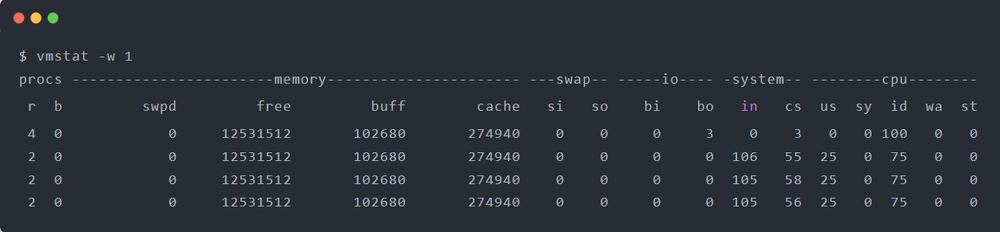 $ vmstat -w 1
procs -----------------------memory---------------------- ---swap-- -----io---- -system-- --------cpu--------
 r  b         swpd         free         buff        cache   si   so    bi    bo   in   cs  us  sy  id  wa  st
 4  0            0     12531512       102680       274940    0    0     0     3    0    3   0   0 100   0   0
 2  0            0     12531512       102680       274940    0    0     0     0  106   55  25   0  75   0   0
 2  0            0     12531512       102680       274940    0    0     0     0  105   58  25   0  75   0   0
 2  0            0     12531512       102680       274940    0    0     0     0  105   56  25   0  75   0   0